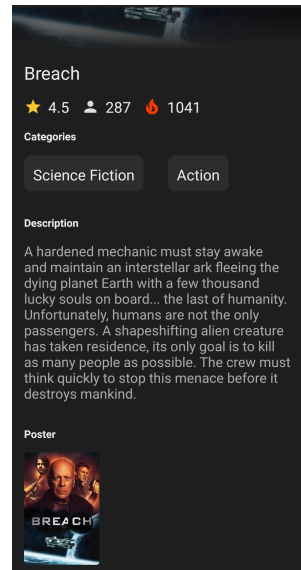 Breach
4.5 287 1041
Categories
Science Fiction Action
Description
A hardened mechanic must stay awake
and maintain an interstellar ark fleeing the
dying planet Earth with a few thousand
lucky souls on board... the last of humanity.
Unfortunately, humans are not the only
passengers. A shapeshifting alien creature
has taken residence, its only goal is to kill
as many people as possible. The crew must
think quickly to stop this menace before it
destroys mankind.
Poster
BREACH